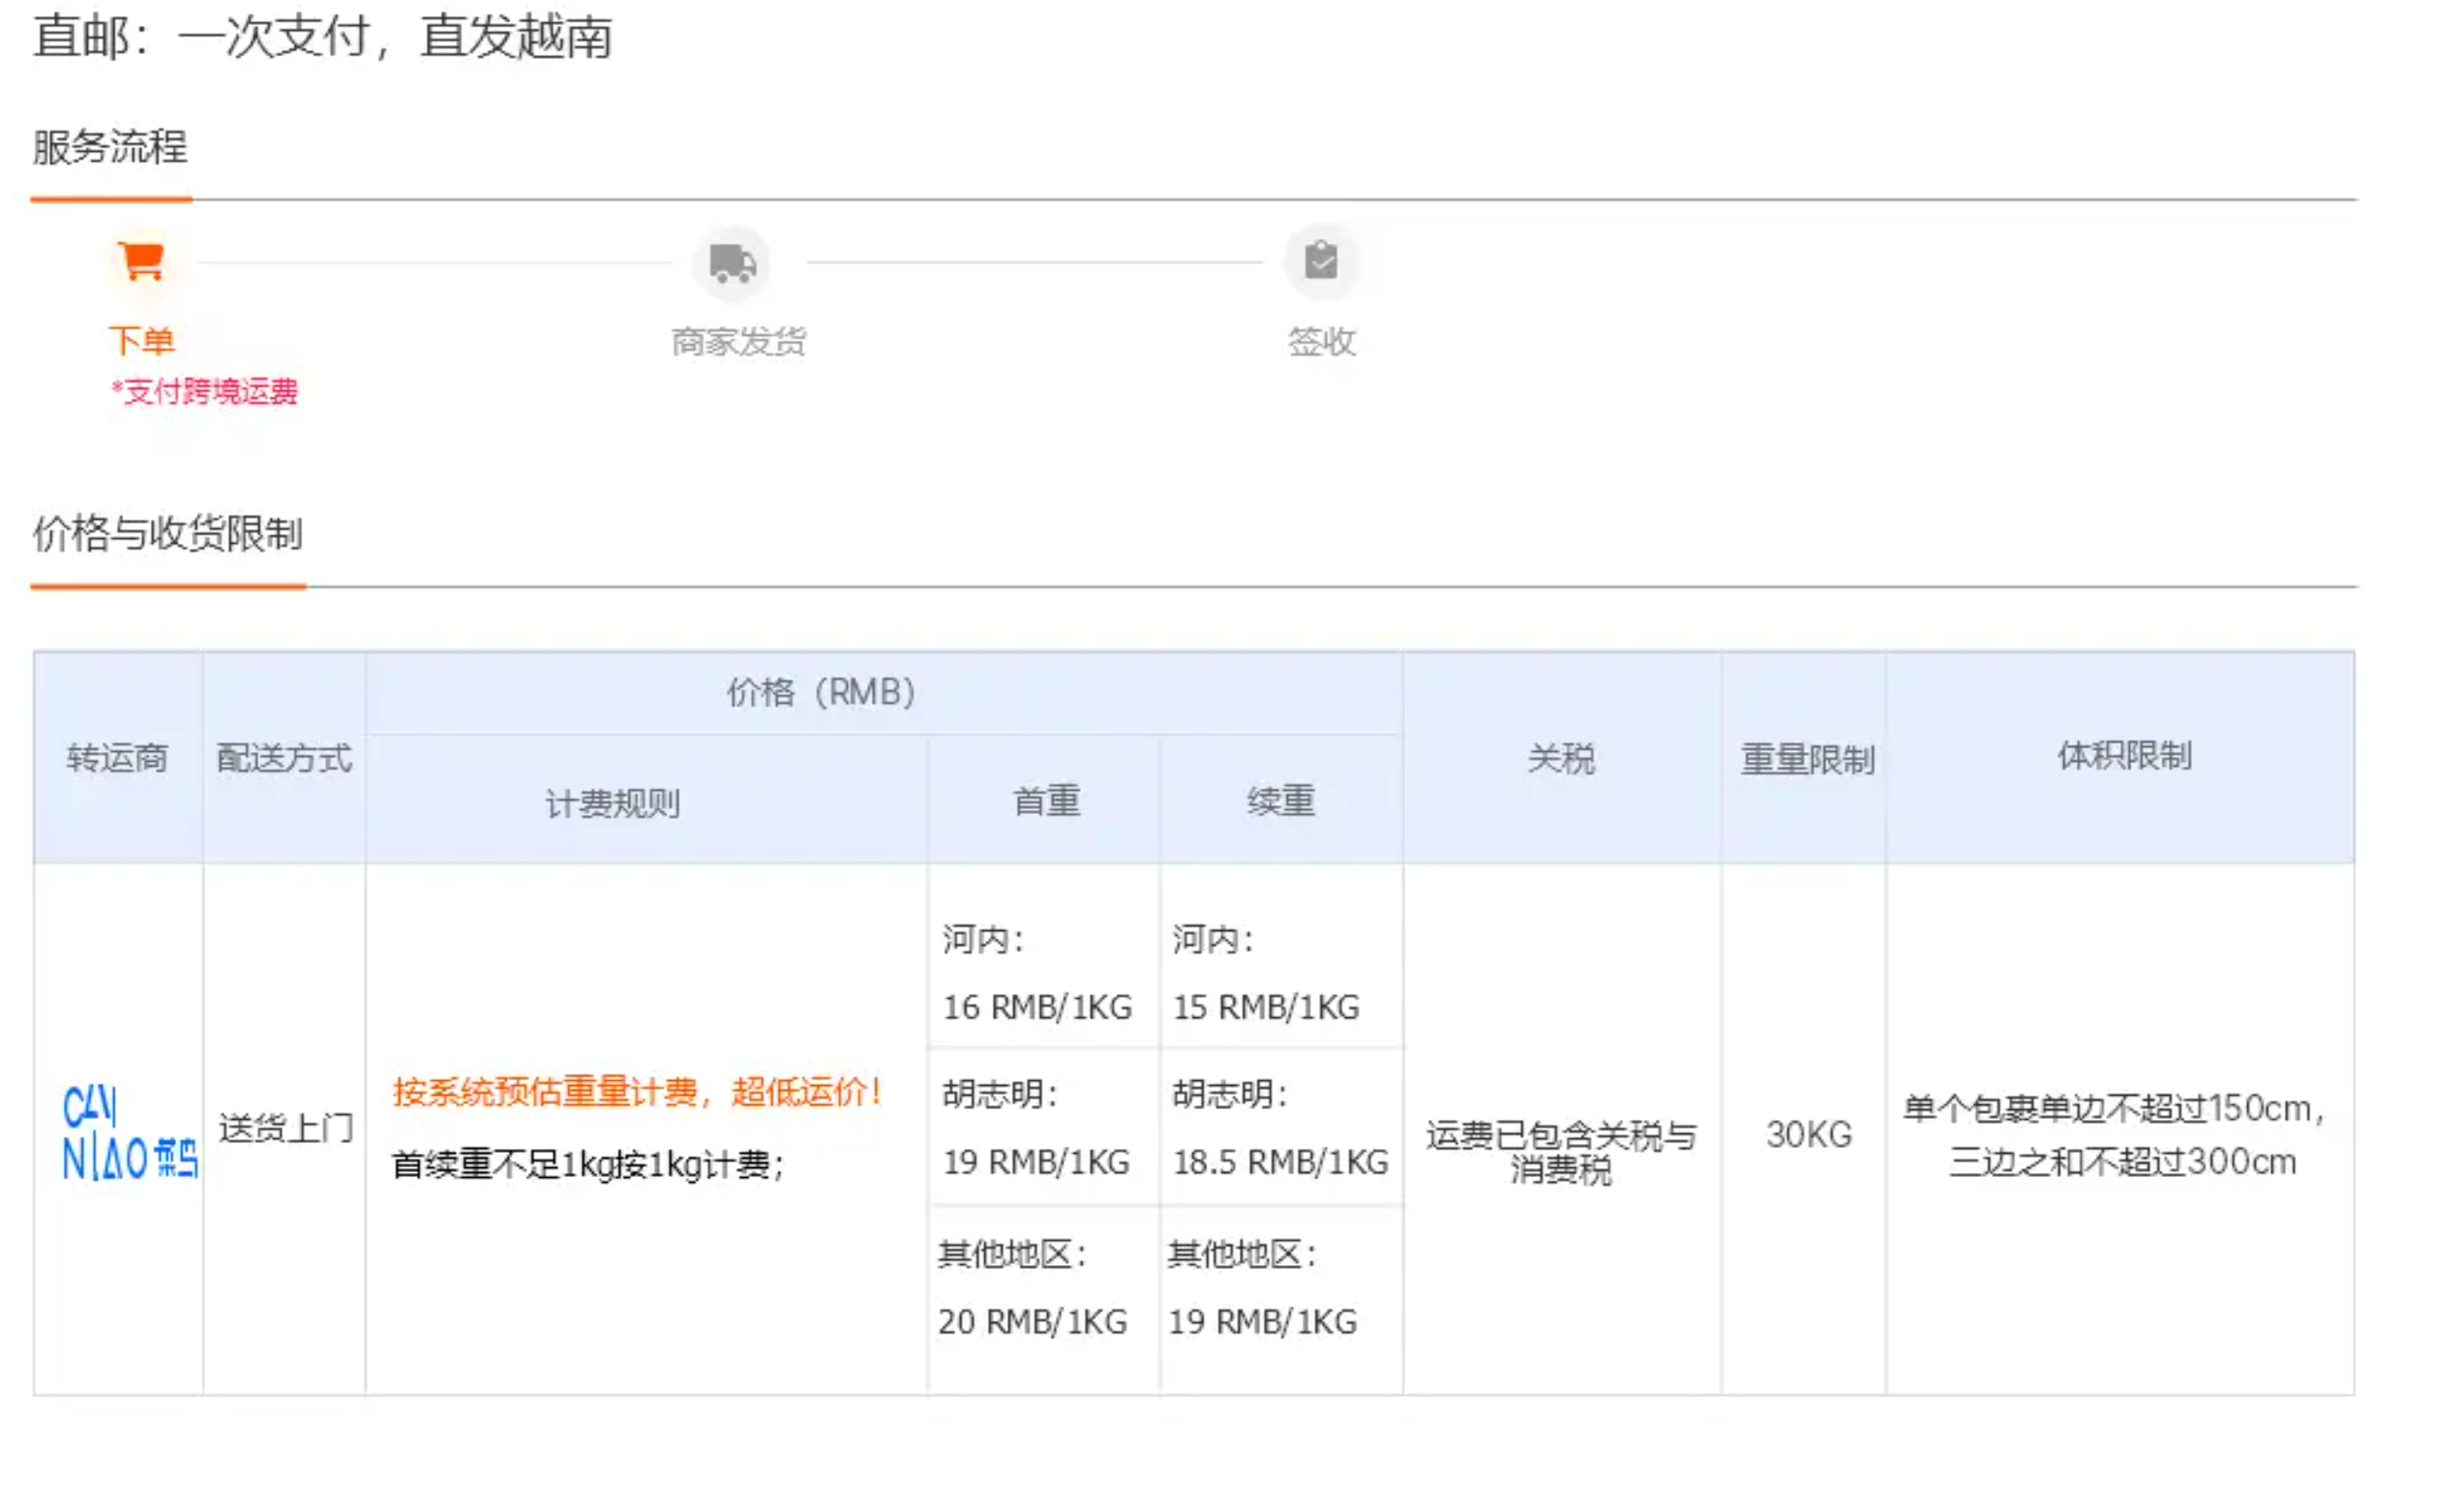 直邮：一次支付，直发越南
服务流程
下单
商家发货
签收
*支付跨境运费
价格与收货限制
转运商
配送方式
价格（RMB）
计费规则
首重
续重
关税
重量限制
体积限制
CAI
NIAO 菜鸟
送货上门
按系统预估重量计费，超低运价！
首续重不足1kg按1kg计费；
河内：
16 RMB/1KG
河内：
15 RMB/1KG
胡志明：
19 RMB/1KG
胡志明：
18.5 RMB/1KG
其他地区：
20 RMB/1KG
其他地区：
19 RMB/1KG
运费已包含关税与
消费税
30KG
单个包裹单边不超过150cm，
三边之和不超过300cm